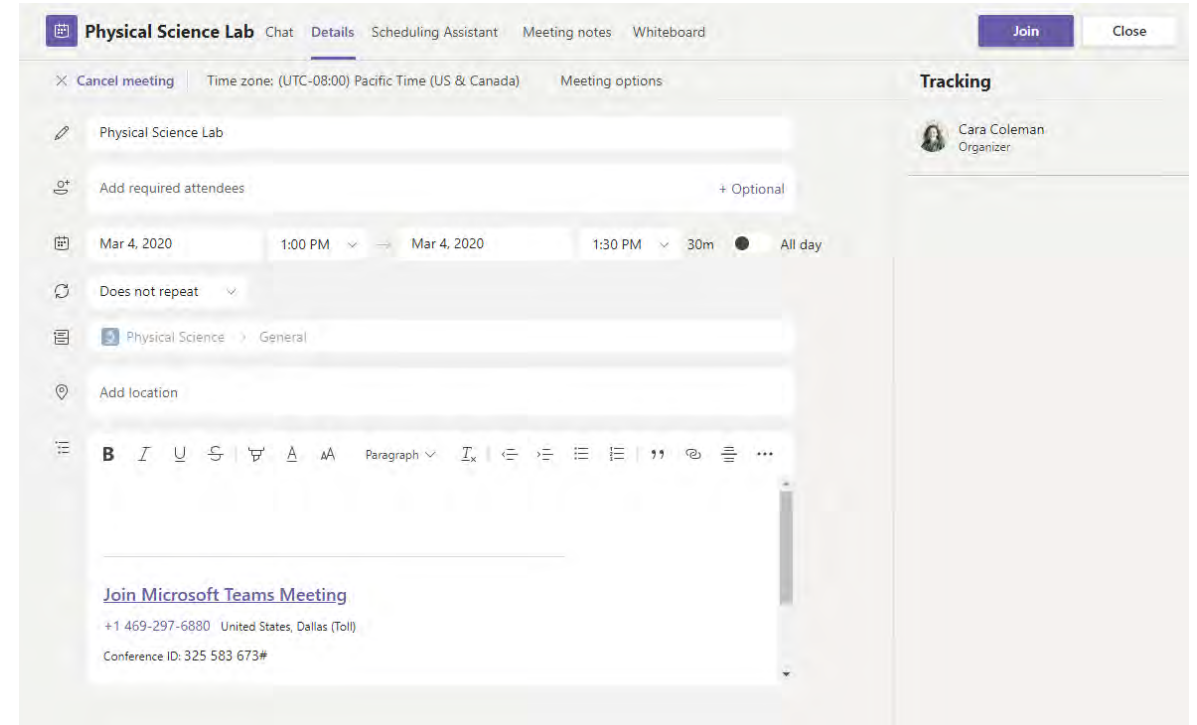 Physical Science Lab Chat Details Scheduling Assistant Meeting notes Whiteboard Join Close
Cancel meeting Time zone: (UTC-08:00) Pacific Time (US & Canada) Meeting options
Tracking
Physical Science Lab
Cara Coleman
Organizer
Add required attendees + Optional
Mar 4, 2020 1:00 PM → Mar 4, 2020 1:30 PM 30m All day
Does not repeat
Physical Science > General
Add location
B I U S A AA Paragraph Tx
Join Microsoft Teams Meeting
+1 469-297-6880 United States, Dallas (Toll)
Conference ID: 325 583 673#